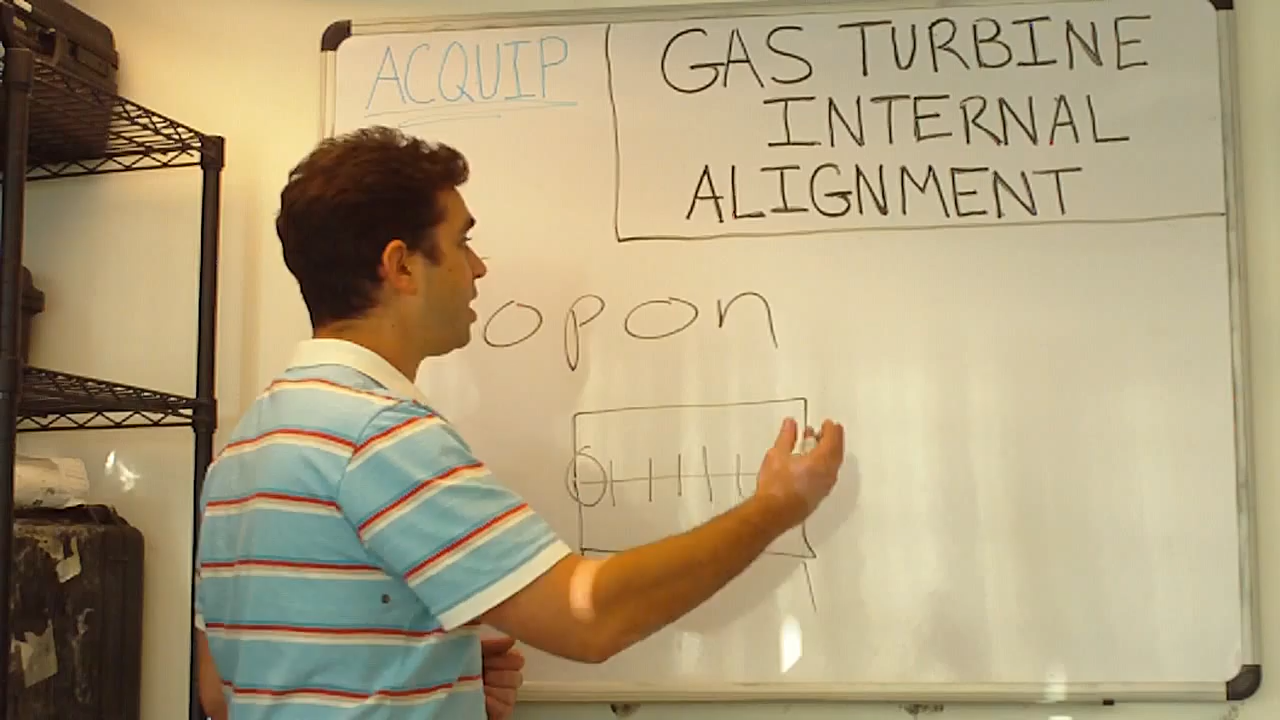 ACQUIP
GAS TURBINE
INTERNAL
ALIGNMENT
opon